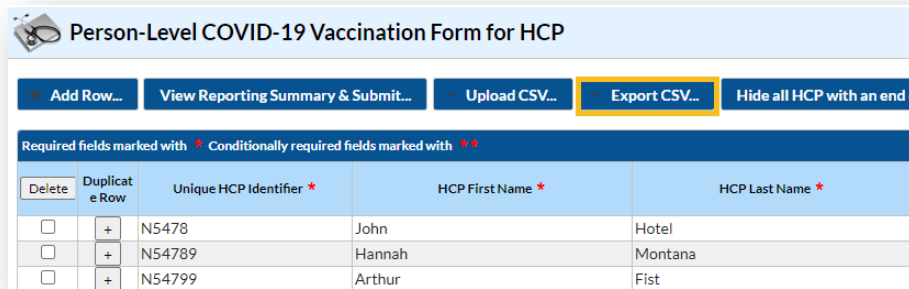 Person-Level COVID-19 Vaccination Form for HCP
Add Row... View Reporting Summary & Submit... Upload CSV... Export CSV... Hide all HCP with an end
Required fields marked with * Conditionally required fields marked with **
Delete Duplicat e Row Unique HCP Identifier * HCP First Name * HCP Last Name *
+ N5478 John Hotel
+ N54789 Hannah Montana
+ N54799 Arthur Fist